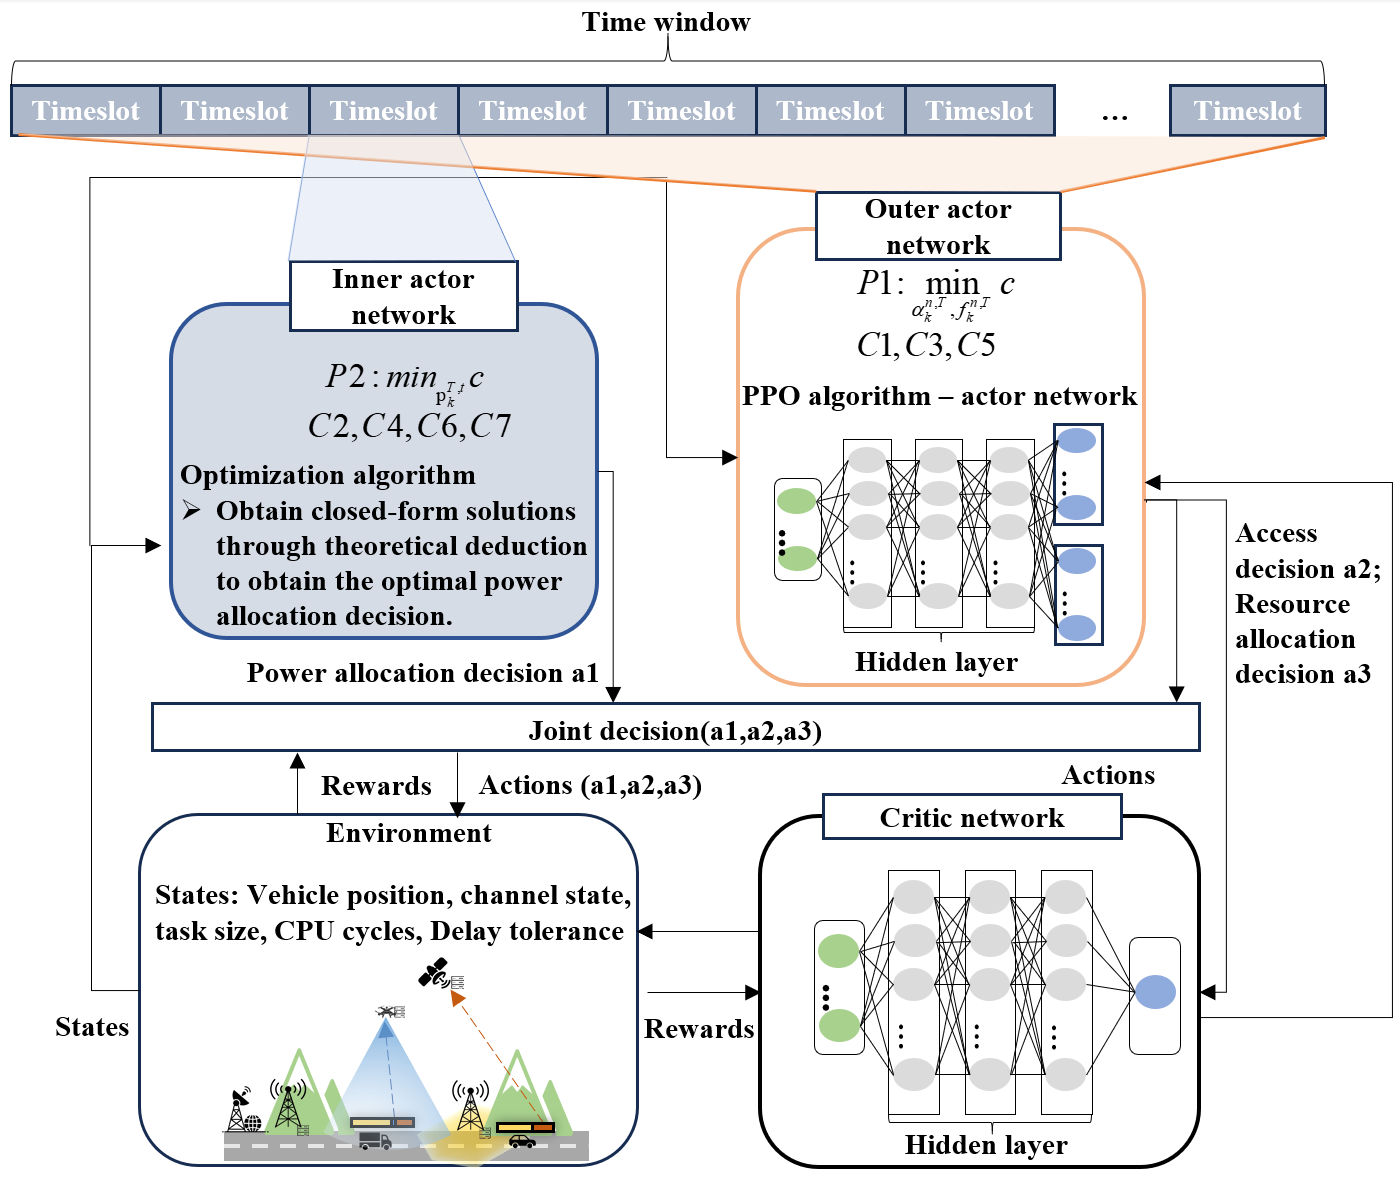 Time window
Timeslot Timeslot Timeslot Timeslot Timeslot Timeslot Timeslot ... Timeslot
Outer actor
network
P1: min c
α_k^{n,T}, f_k^{n,T}
C1, C3, C5
PPO algorithm – actor network
Hidden layer
Inner actor
network
P2 : min c
p_k^{T,t}
C2, C4, C6, C7
Optimization algorithm
➢ Obtain closed-form solutions
through theoretical deduction
to obtain the optimal power
allocation decision.
Access
decision a2;
Resource
allocation
decision a3
Power allocation decision a1
Joint decision(a1,a2,a3)
Rewards
Actions (a1,a2,a3)
Actions
Environment
States: Vehicle position, channel state,
task size, CPU cycles, Delay tolerance
States
Rewards
Critic network
Hidden layer